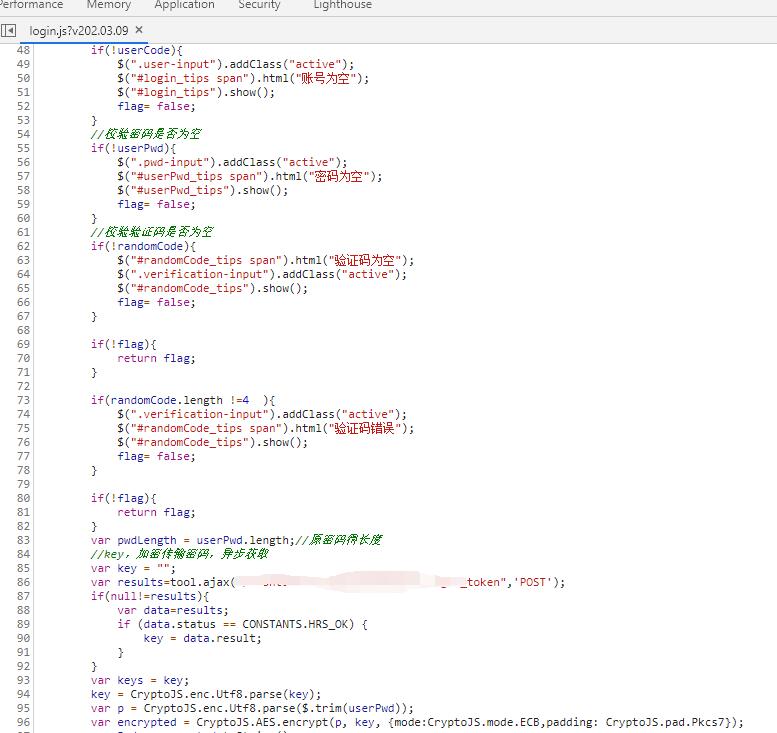 Performance Memory Application Security Lighthouse
login.js?v202.03.09 ×
48 if(!userCode){
49 $(".user-input").addClass("active");
50 $("#login_tips span").html("账号为空");
51 $("#login_tips").show();
52 flag= false;
53 }
54 //校验密码是否为空
55 if(!userPwd){
56 $(".pwd-input").addClass("active");
57 $("#userPwd_tips span").html("密码为空");
58 $("#userPwd_tips").show();
59 flag= false;
60 }
61 //校验验证码是否为空
62 if(!randomCode){
63 $("#randomCode_tips span").html("验证码为空");
64 $(".verification-input").addClass("active");
65 $("#randomCode_tips").show();
66 flag= false;
67 }
68
69 if(!flag){
70 return flag;
71 }
72
73 if(randomCode.length !=4 ){
74 $(".verification-input").addClass("active");
75 $("#randomCode_tips span").html("验证码错误");
76 $("#randomCode_tips").show();
77 flag= false;
78 }
79
80 if(!flag){
81 return flag;
82 }
83 var pwdLength = userPwd.length;//原密码得长度
84 //key，加密传输密码，异步获取
85 var key = "";
86 var results=tool.ajax( _token",'POST');
87 if(null!=results){
88 var data=results;
89 if (data.status == CONSTANTS.HRS_OK) {
90 key = data.result;
91 }
92 }
93 var keys = key;
94 key = CryptoJS.enc.Utf8.parse(key);
95 var p = CryptoJS.enc.Utf8.parse($.trim(userPwd));
96 var encrypted = CryptoJS.AES.encrypt(p, key, {mode:CryptoJS.mode.ECB,padding: CryptoJS.pad.Pkcs7});